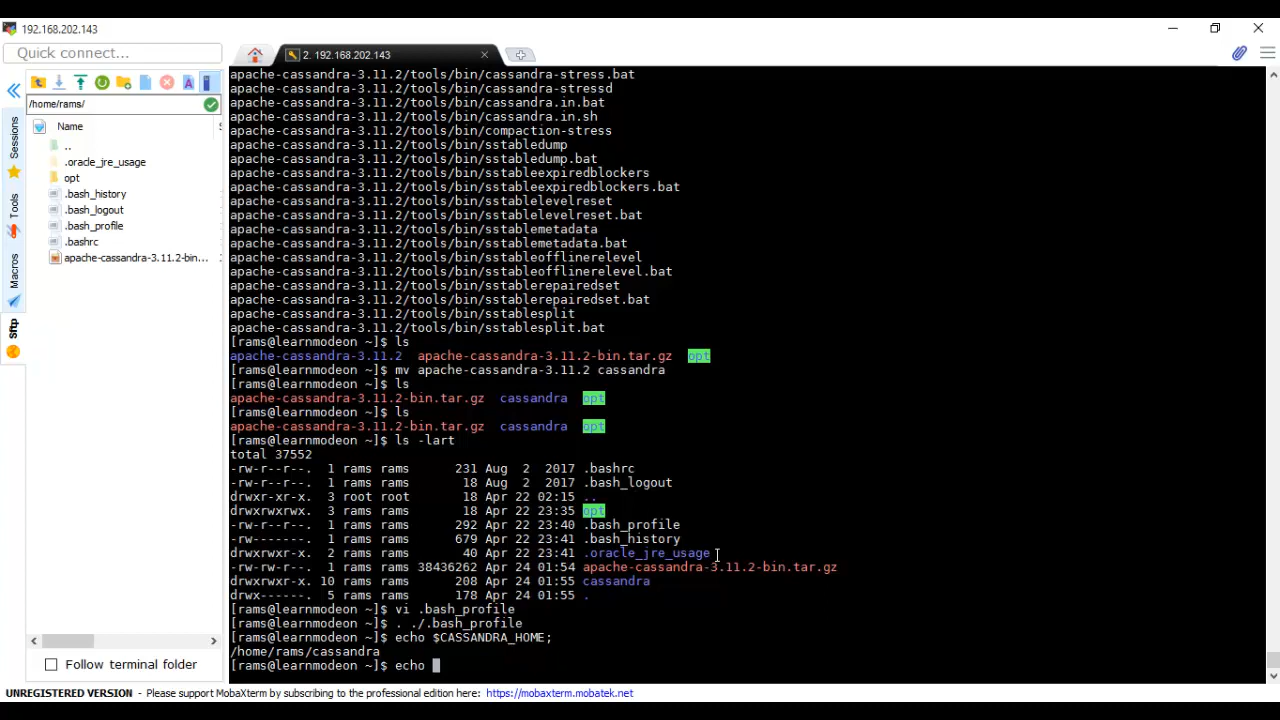 192.168.202.143
Quick connect...
2. 192.168.202.143
/home/rams/
Name
..
.oracle_jre_usage
opt
.bash_history
.bash_logout
.bash_profile
.bashrc
apache-cassandra-3.11.2-bin...
Sessions
Tools
Macros
Sftp
Follow terminal folder
apache-cassandra-3.11.2/tools/bin/cassandra-stress.bat
apache-cassandra-3.11.2/tools/bin/cassandra-stressd
apache-cassandra-3.11.2/tools/bin/cassandra.in.bat
apache-cassandra-3.11.2/tools/bin/cassandra.in.sh
apache-cassandra-3.11.2/tools/bin/compaction-stress
apache-cassandra-3.11.2/tools/bin/sstabledump
apache-cassandra-3.11.2/tools/bin/sstabledump.bat
apache-cassandra-3.11.2/tools/bin/sstableexpiredblockers
apache-cassandra-3.11.2/tools/bin/sstableexpiredblockers.bat
apache-cassandra-3.11.2/tools/bin/sstablelevelreset
apache-cassandra-3.11.2/tools/bin/sstablelevelreset.bat
apache-cassandra-3.11.2/tools/bin/sstablemetadata
apache-cassandra-3.11.2/tools/bin/sstablemetadata.bat
apache-cassandra-3.11.2/tools/bin/sstableofflinerelevel
apache-cassandra-3.11.2/tools/bin/sstableofflinerelevel.bat
apache-cassandra-3.11.2/tools/bin/sstablerepairedset
apache-cassandra-3.11.2/tools/bin/sstablerepairedset.bat
apache-cassandra-3.11.2/tools/bin/sstablesplit
apache-cassandra-3.11.2/tools/bin/sstablesplit.bat
[rams@learnmodeon ~]$ ls
apache-cassandra-3.11.2 apache-cassandra-3.11.2-bin.tar.gz opt
[rams@learnmodeon ~]$ mv apache-cassandra-3.11.2 cassandra
[rams@learnmodeon ~]$ ls
apache-cassandra-3.11.2-bin.tar.gz cassandra opt
[rams@learnmodeon ~]$ ls
apache-cassandra-3.11.2-bin.tar.gz cassandra opt
[rams@learnmodeon ~]$ ls -lart
total 37552
-rw-r--r--. 1 rams rams 231 Aug 2 2017 .bashrc
-rw-r--r--. 1 rams rams 18 Aug 2 2017 .bash_logout
drwxr-xr-x. 3 root root 18 Apr 22 02:15 ..
drwxrwxrwx. 3 rams rams 18 Apr 22 23:35 opt
-rw-r--r--. 1 rams rams 292 Apr 22 23:40 .bash_profile
-rw-------. 1 rams rams 679 Apr 22 23:41 .bash_history
drwxrwxr-x. 2 rams rams 40 Apr 22 23:41 .oracle_jre_usage
-rw-rw-r--. 1 rams rams 38436262 Apr 24 01:54 apache-cassandra-3.11.2-bin.tar.gz
drwxrwxr-x. 10 rams rams 208 Apr 24 01:55 cassandra
drwx------. 5 rams rams 178 Apr 24 01:55 .
[rams@learnmodeon ~]$ vi .bash_profile
[rams@learnmodeon ~]$ . ./.bash_profile
[rams@learnmodeon ~]$ echo $CASSANDRA_HOME;
/home/rams/cassandra
[rams@learnmodeon ~]$ echo
UNREGISTERED VERSION - Please support MobaXterm by subscribing to the professional edition here: https://mobaxterm.mobatek.net